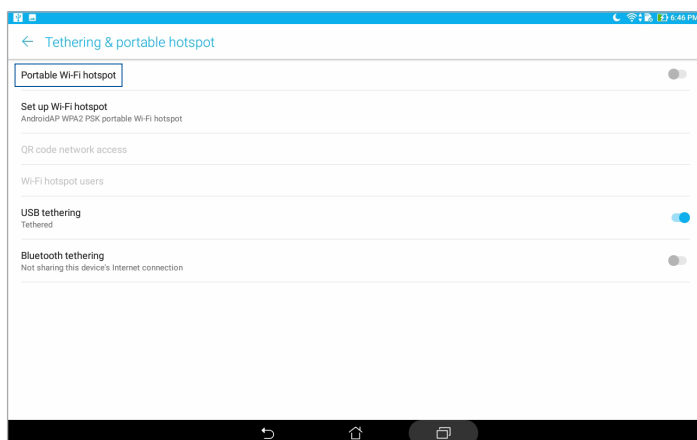 6:46 PM
Tethering & portable hotspot
Portable Wi-Fi hotspot
Set up Wi-Fi hotspot
AndroidAP WPA2 PSK portable Wi-Fi hotspot
QR code network access
Wi-Fi hotspot users
USB tethering
Tethered
Bluetooth tethering
Not sharing this device's Internet connection